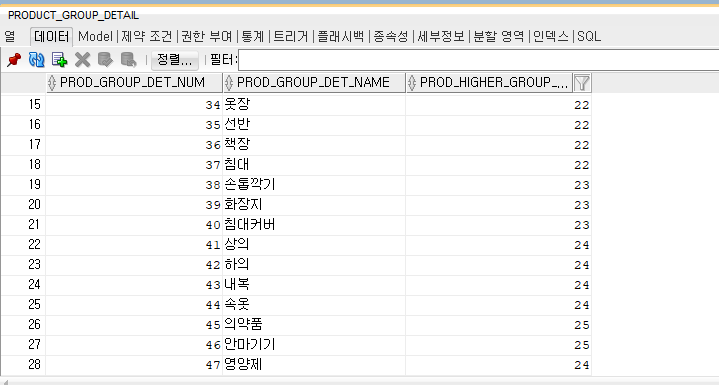 PRODUCT_GROUP_DETAIL
열 데이터 Model 제약 조건 권한 부여 통계 트리거 플래시백 종속성 세부정보 분할 영역 인덱스 SQL
정렬... 필터:
PROD_GROUP_DET_NUM PROD_GROUP_DET_NAME PROD_HIGHER_GROUP_...
15 34 옷장 22
16 35 선반 22
17 36 책장 22
18 37 침대 22
19 38 손톱깍기 23
20 39 화장지 23
21 40 침대커버 23
22 41 상의 24
23 42 하의 24
24 43 내복 24
25 44 속옷 24
26 45 의약품 25
27 46 안마기기 25
28 47 영양제 24